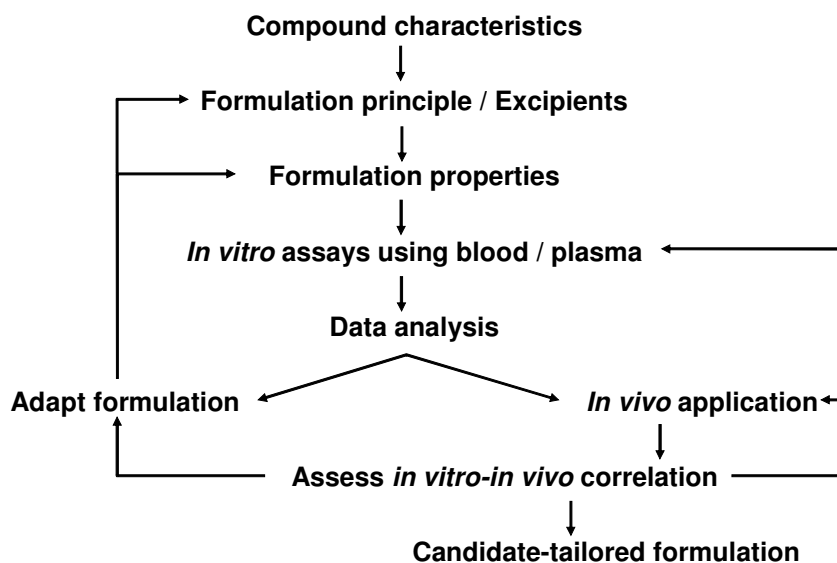 Compound characteristics
Formulation principle / Excipients
Formulation properties
In vitro assays using blood / plasma
Data analysis
Adapt formulation
In vivo application
Assess in vitro-in vivo correlation
Candidate-tailored formulation